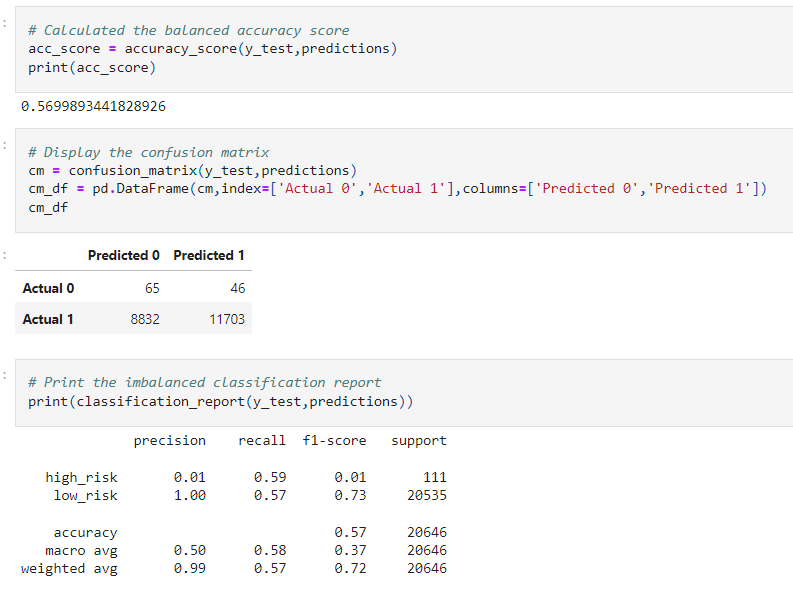 # Calculated the balanced accuracy score
acc_score = accuracy_score(y_test,predictions)
print(acc_score)
0.5699893441828926
# Display the confusion matrix
cm = confusion_matrix(y_test,predictions)
cm_df = pd.DataFrame(cm,index=['Actual 0','Actual 1'],columns=['Predicted 0','Predicted 1'])
cm_df
Predicted 0 Predicted 1
Actual 0 65 46
Actual 1 8832 11703
# Print the imbalanced classification report
print(classification_report(y_test,predictions))
precision recall f1-score support
high_risk 0.01 0.59 0.01 111
low_risk 1.00 0.57 0.73 20535
accuracy 0.57 20646
macro avg 0.50 0.58 0.37 20646
weighted avg 0.99 0.57 0.72 20646